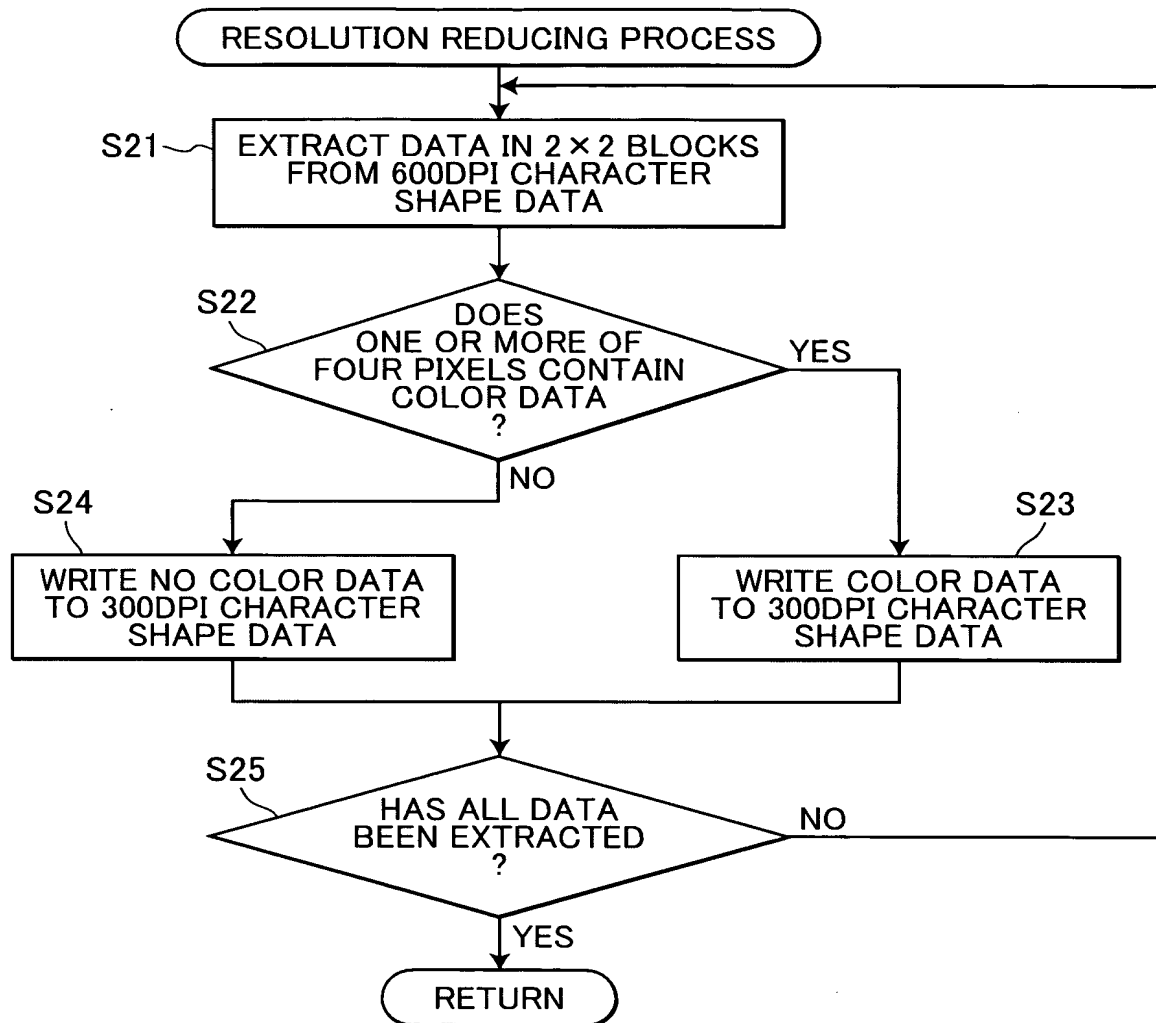 RESOLUTION REDUCING PROCESS
S21
EXTRACT DATA IN 2×2 BLOCKS
FROM 600DPI CHARACTER
SHAPE DATA
S22
DOES
ONE OR MORE OF
FOUR PIXELS CONTAIN
COLOR DATA
?
YES
NO
S24
WRITE NO COLOR DATA
TO 300DPI CHARACTER
SHAPE DATA
S23
WRITE COLOR DATA
TO 300DPI CHARACTER
SHAPE DATA
S25
HAS ALL DATA
BEEN EXTRACTED
?
NO
YES
RETURN